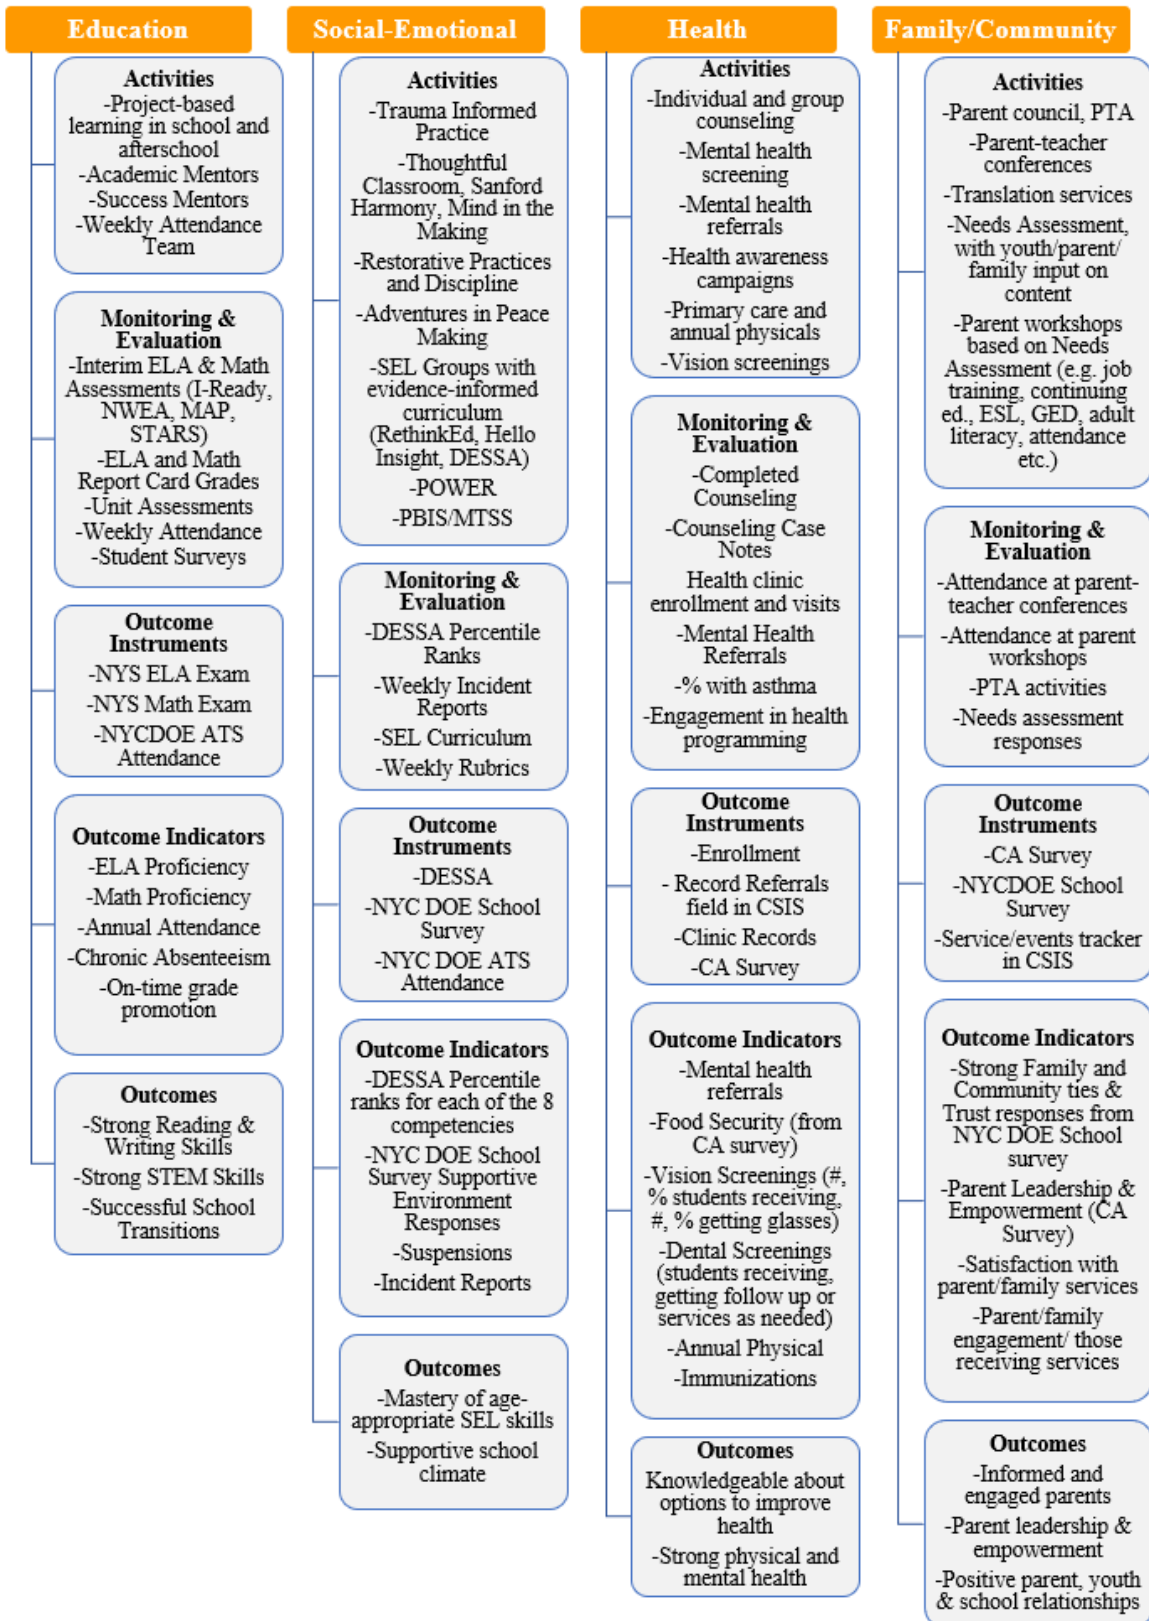 Education
Activities
-Project-based
learning in school and
afterschool
-Academic Mentors
-Success Mentors
-Weekly Attendance
Team
Monitoring &
Evaluation
-Interim ELA & Math
Assessments (I-Ready,
NWEA, MAP,
STARS)
-ELA and Math
Report Card Grades
-Unit Assessments
-Weekly Attendance
-Student Surveys
Outcome
Instruments
-NYS ELA Exam
-NYS Math Exam
-NYCDOE ATS
Attendance
Outcome Indicators
-ELA Proficiency
-Math Proficiency
-Annual Attendance
-Chronic Absenteeism
-On-time grade
promotion
Outcomes
-Strong Reading &
Writing Skills
-Strong STEM Skills
-Successful School
Transitions
Social-Emotional
Activities
-Trauma Informed
Practice
-Thoughtful
Classroom, Sanford
Harmony, Mind in the
Making
-Restorative Practices
and Discipline
-Adventures in Peace
Making
-SEL Groups with
evidence-informed
curriculum
(RethinkEd, Hello
Insight, DESSA)
-POWER
-PBIS/MTSS
Monitoring &
Evaluation
-DESSA Percentile
Ranks
-Weekly Incident
Reports
-SEL Curriculum
-Weekly Rubrics
Outcome
Instruments
-DESSA
-NYC DOE School
Survey
-NYC DOE ATS
Attendance
Outcome Indicators
-DESSA Percentile
ranks for each of the 8
competencies
-NYC DOE School
Survey Supportive
Environment
Responses
-Suspensions
-Incident Reports
Outcomes
-Mastery of age-
appropriate SEL skills
-Supportive school
climate
Health
Activities
-Individual and group
counseling
-Mental health
screening
-Mental health
referrals
-Health awareness
campaigns
-Primary care and
annual physicals
-Vision screenings
Monitoring &
Evaluation
-Completed
Counseling
-Counseling Case
Notes
Health clinic
enrollment and visits
-Mental Health
Referrals
-% with asthma
-Engagement in health
programming
Outcome
Instruments
-Enrollment
- Record Referrals
field in CSIS
-Clinic Records
-CA Survey
Outcome Indicators
-Mental health
referrals
-Food Security (from
CA survey)
-Vision Screenings (#,
% students receiving,
#, % getting glasses)
-Dental Screenings
(students receiving,
getting follow up or
services as needed)
-Annual Physical
-Immunizations
Outcomes
Knowledgeable about
options to improve
health
-Strong physical and
mental health
Family/Community
Activities
-Parent council, PTA
-Parent-teacher
conferences
-Translation services
-Needs Assessment,
with youth/parent/
family input on
content
-Parent workshops
based on Needs
Assessment (e.g. job
training, continuing
ed., ESL, GED, adult
literacy, attendance
etc.)
Monitoring &
Evaluation
-Attendance at parent-
teacher conferences
-Attendance at parent
workshops
-PTA activities
-Needs assessment
responses
Outcome
Instruments
-CA Survey
-NYCDOE School
Survey
-Service/events tracker
in CSIS
Outcome Indicators
-Strong Family and
Community ties &
Trust responses from
NYC DOE School
survey
-Parent Leadership &
Empowerment (CA
Survey)
-Satisfaction with
parent/family services
-Parent/family
engagement/ those
receiving services
Outcomes
-Informed and
engaged parents
-Parent leadership &
empowerment
-Positive parent, youth
& school relationships